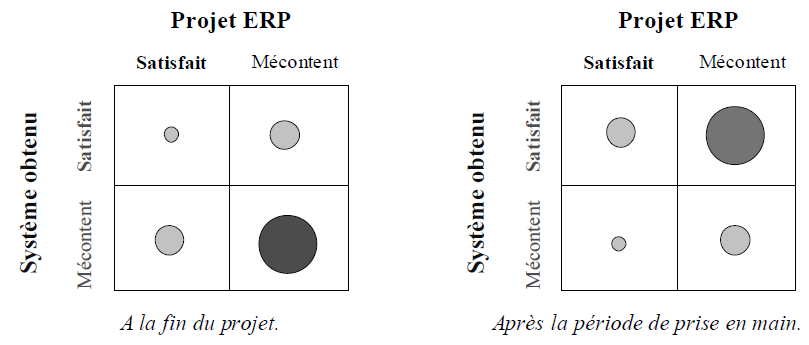 Projet ERP
Satisfait Mécontent
Système obtenu
Satisfait
Mécontent
A la fin du projet.
Projet ERP
Satisfait Mécontent
Système obtenu
Satisfait
Mécontent
Après la période de prise en main.